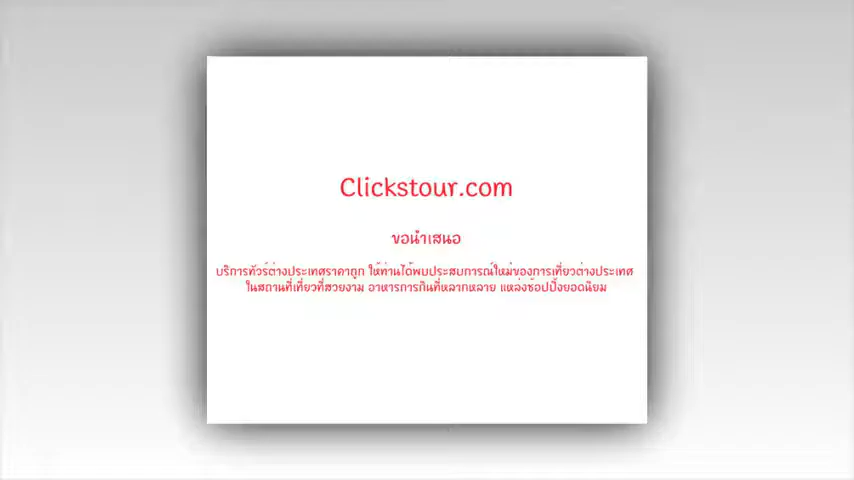 Clickstour.com
ขอนำเสนอ
บริการทัวร์ต่างประเทศราคาถูก ให้ท่านได้พบประสบการณ์ใหม่ของการเที่ยวต่างประเทศ
ในสถานที่เที่ยวที่สวยงาม อาหารการกินที่หลากหลาย แหล่งช้อปปิ้งยอดนิยม